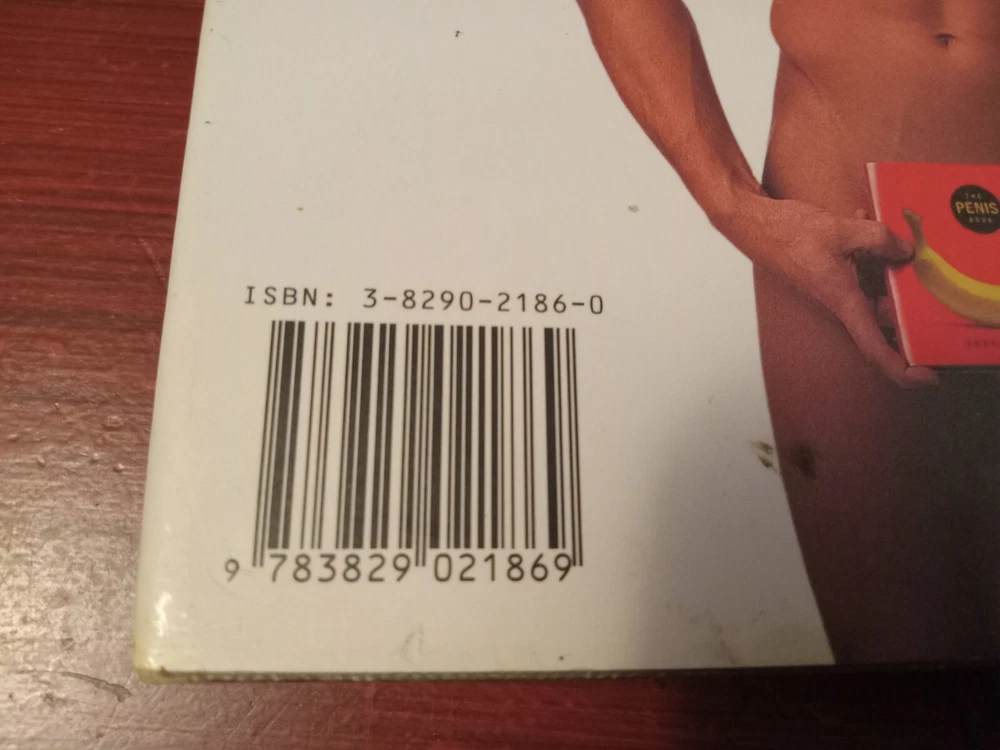 THE
PENIS
BOOK
ISBN: 3-8290-2186-0
9 783829 021869